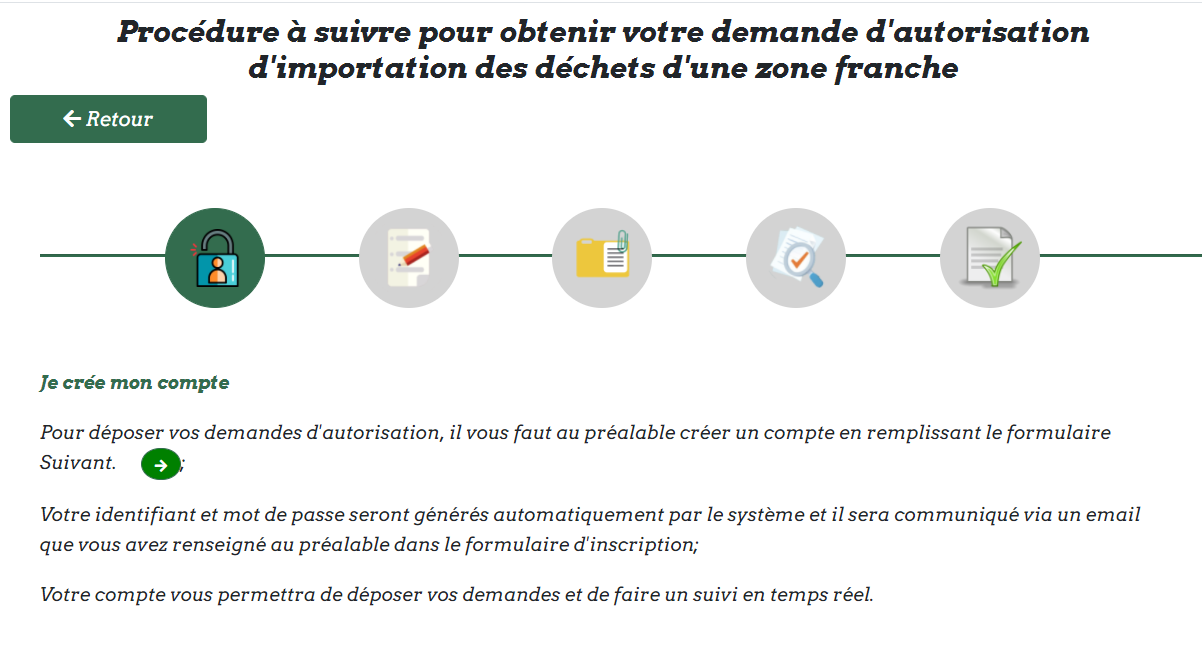 Procédure à suivre pour obtenir votre demande d'autorisation
d'importation des déchets d'une zone franche
← Retour
Je crée mon compte
Pour déposer vos demandes d'autorisation, il vous faut au préalable créer un compte en remplissant le formulaire
Suivant. → ;
Votre identifiant et mot de passe seront générés automatiquement par le système et il sera communiqué via un email
que vous avez renseigné au préalable dans le formulaire d'inscription;
Votre compte vous permettra de déposer vos demandes et de faire un suivi en temps réel.